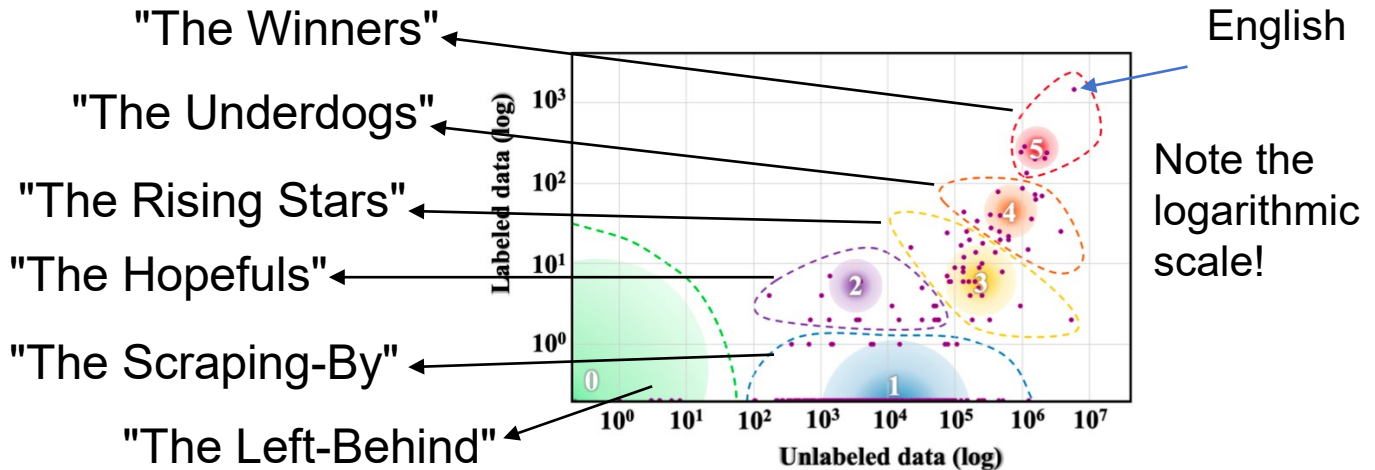 "The Winners"
English
"The Underdogs"
Note the
logarithmic
scale!
"The Rising Stars"
"The Hopefuls"
"The Scraping-By"
"The Left-Behind"
Labeled data (log)
10³
10²
10¹
10⁰
5
4
3
2
1
0
10⁰ 10¹ 10² 10³ 10⁴ 10⁵ 10⁶ 10⁷
Unlabeled data (log)